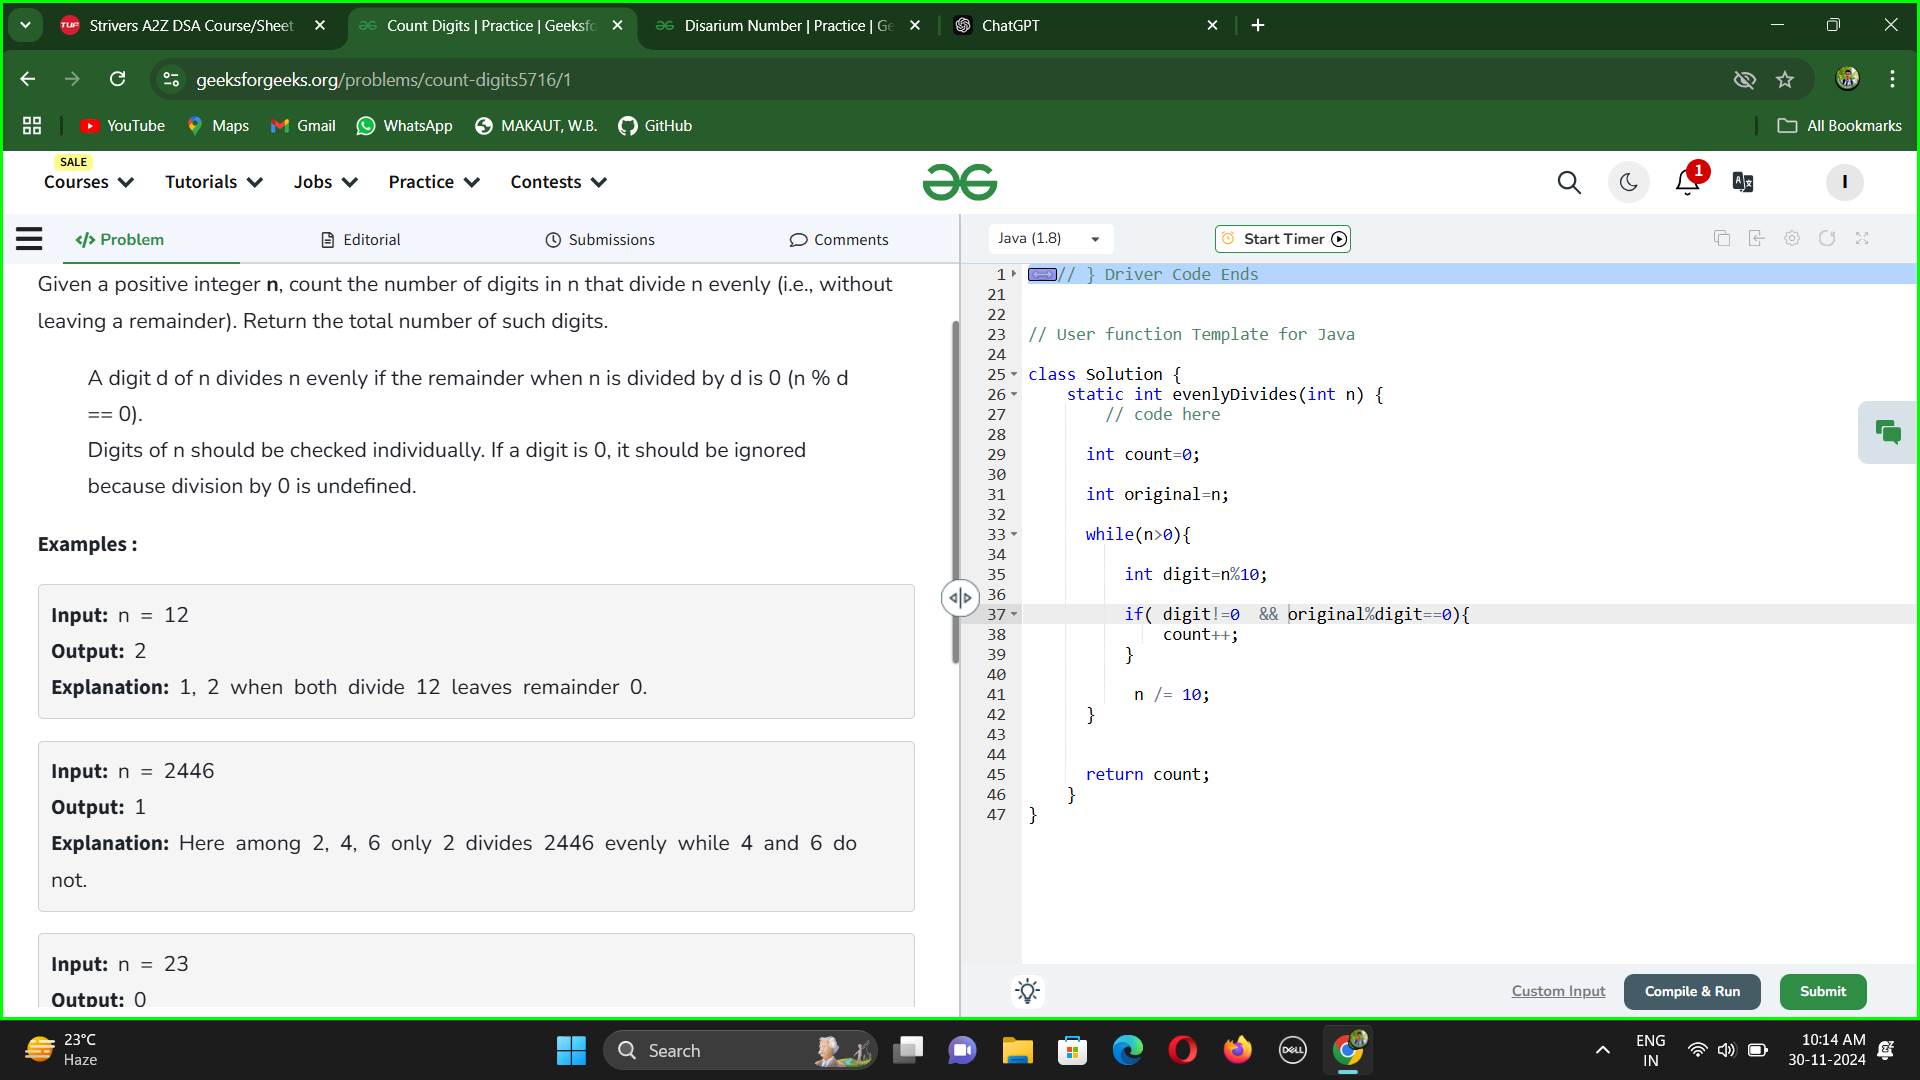 Strivers A2Z DSA Course/Sheet
Count Digits | Practice | Geeksfo
Disarium Number | Practice | Ge
ChatGPT
geeksforgeeks.org/problems/count-digits5716/1
YouTube
Maps
Gmail
WhatsApp
MAKAUT, W.B.
GitHub
All Bookmarks
SALE
Courses
Tutorials
Jobs
Practice
Contests
1
I
</> Problem
Editorial
Submissions
Comments
Java (1.8)
Start Timer
Given a positive integer n, count the number of digits in n that divide n evenly (i.e., without
leaving a remainder). Return the total number of such digits.
A digit d of n divides n evenly if the remainder when n is divided by d is 0 (n % d
== 0).
Digits of n should be checked individually. If a digit is 0, it should be ignored
because division by 0 is undefined.
Examples :
Input: n = 12
Output: 2
Explanation: 1, 2 when both divide 12 leaves remainder 0.
Input: n = 2446
Output: 1
Explanation: Here among 2, 4, 6 only 2 divides 2446 evenly while 4 and 6 do
not.
Input: n = 23
Output: 0
1 // } Driver Code Ends
21
22
23 // User function Template for Java
24
25 class Solution {
26 static int evenlyDivides(int n) {
27 // code here
28
29 int count=0;
30
31 int original=n;
32
33 while(n>0){
34
35 int digit=n%10;
36
37 if( digit!=0  && original%digit==0){
38 count++;
39 }
40
41 n /= 10;
42 }
43
44
45 return count;
46 }
47 }
Custom Input
Compile & Run
Submit
23°C
Haze
Search
DELL
ENG
IN
10:14 AM
30-11-2024